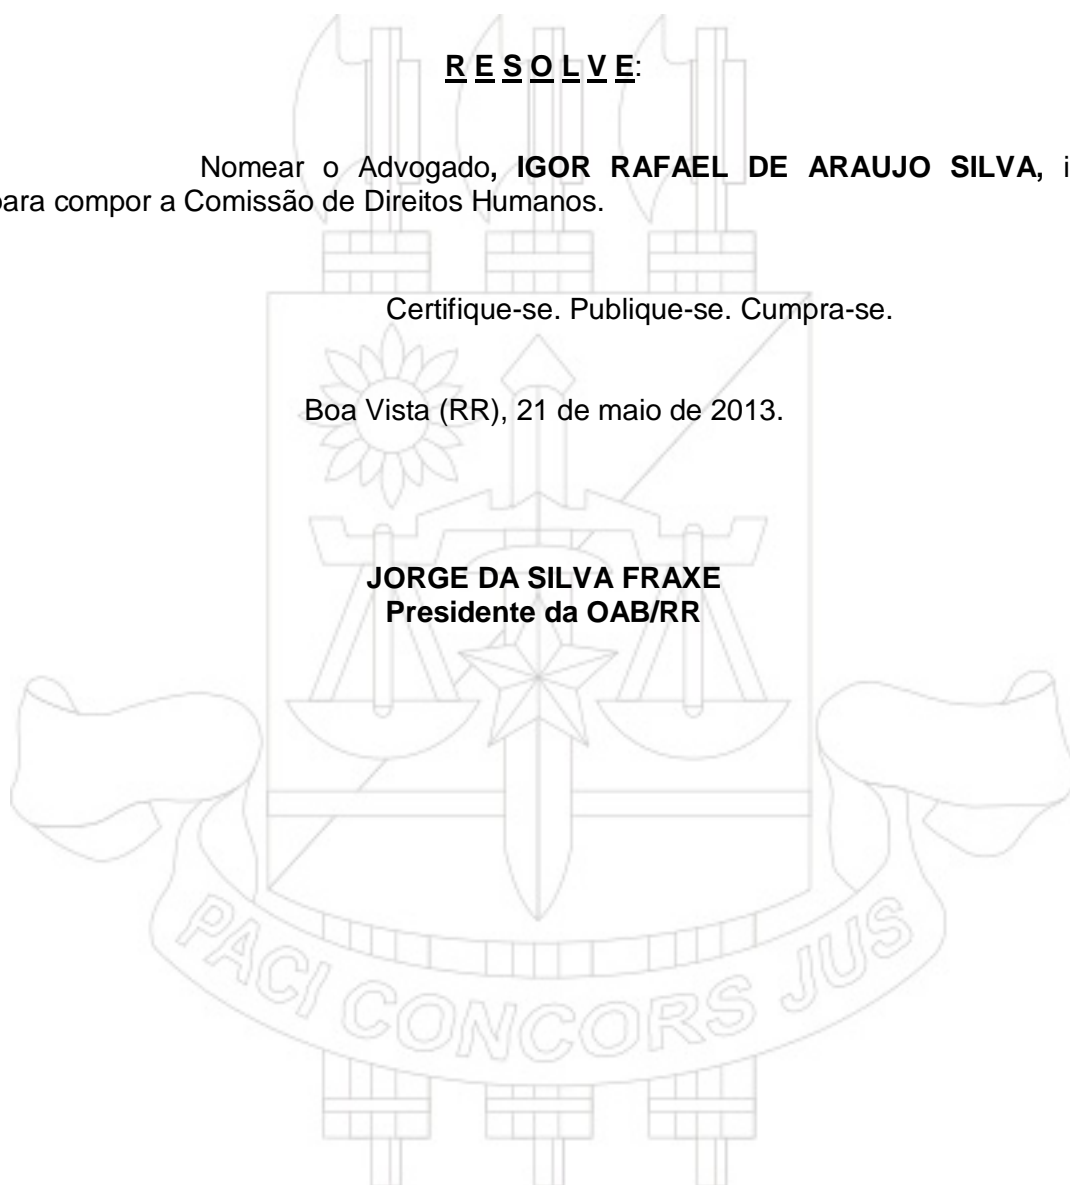 R E S O L V E:
Nomear o Advogado, IGOR RAFAEL DE ARAUJO SILVA, i
para compor a Comissão de Direitos Humanos.
Certifique-se. Publique-se. Cumpra-se.
Boa Vista (RR), 21 de maio de 2013.
JORGE DA SILVA FRAXE
Presidente da OAB/RR
PACI CONCORS JUS